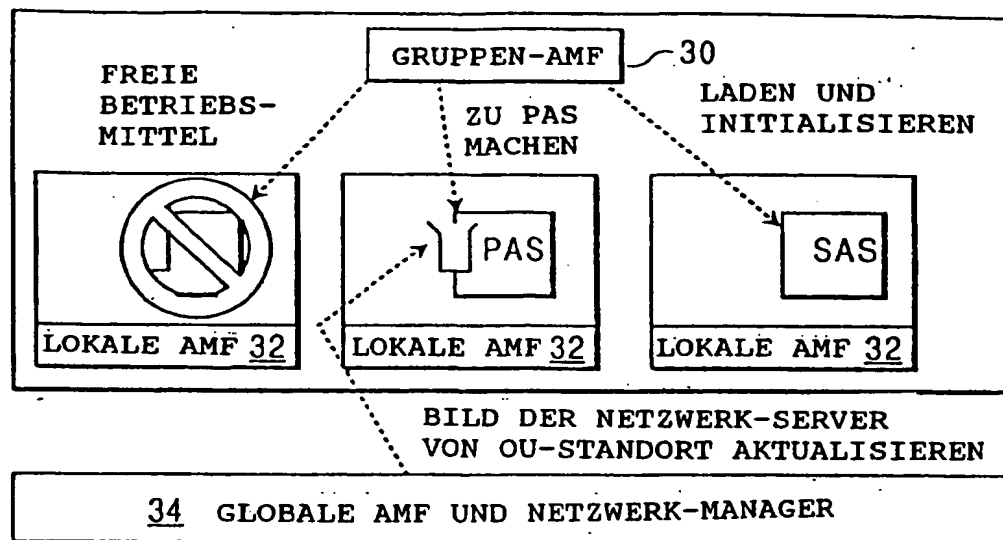 GRUPPEN-AMF 30
FREIE
BETRIEBS-
MITTEL
ZU PAS
MACHEN
LADEN UND
INITIALISIEREN
PAS
SAS
LOKALE AMF 32
LOKALE AMF 32
LOKALE AMF 32
BILD DER NETZWERK-SERVER
VON OU-STANDORT AKTUALISIEREN
34 GLOBALE AMF UND NETZWERK-MANAGER